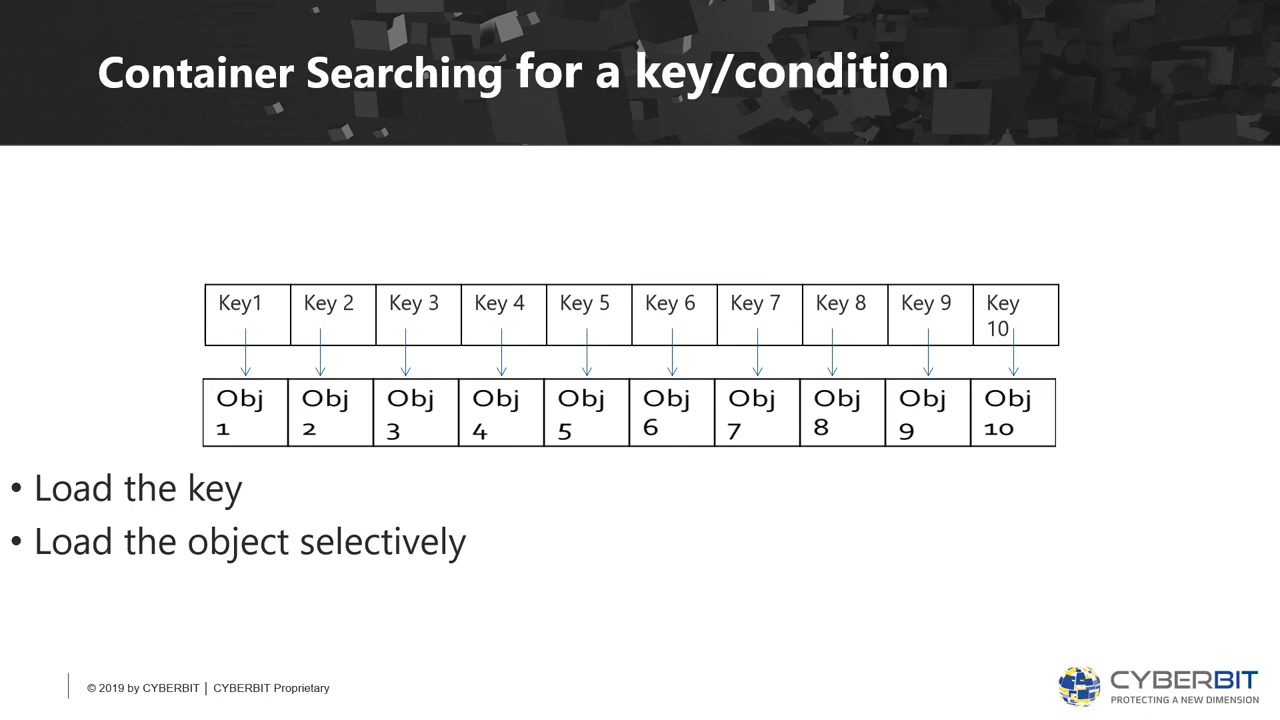 Container Searching for a key/condition
Key1 Key 2 Key 3 Key 4 Key 5 Key 6 Key 7 Key 8 Key 9 Key
10
Obj Obj Obj Obj Obj Obj Obj Obj Obj Obj
1 2 3 4 5 6 7 8 9 10
• Load the key
• Load the object selectively
© 2019 by CYBERBIT | CYBERBIT Proprietary
CYBERBIT
PROTECTING A NEW DIMENSION